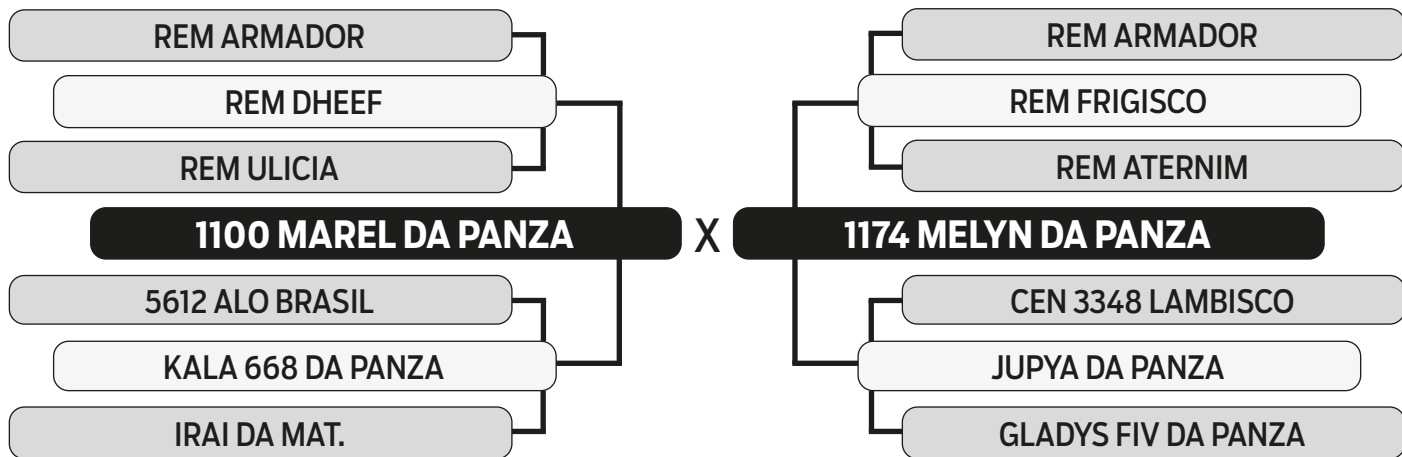 REM ARMADOR
REM DHEEF
REM ULICIA
1100 MAREL DA PANZA
5612 ALO BRASIL
KALA 668 DA PANZA
IRAI DA MAT.
X
REM ARMADOR
REM FRIGISCO
REM ATERNIM
1174 MELYN DA PANZA
CEN 3348 LAMBISCO
JUPYA DA PANZA
GLADYS FIV DA PANZA